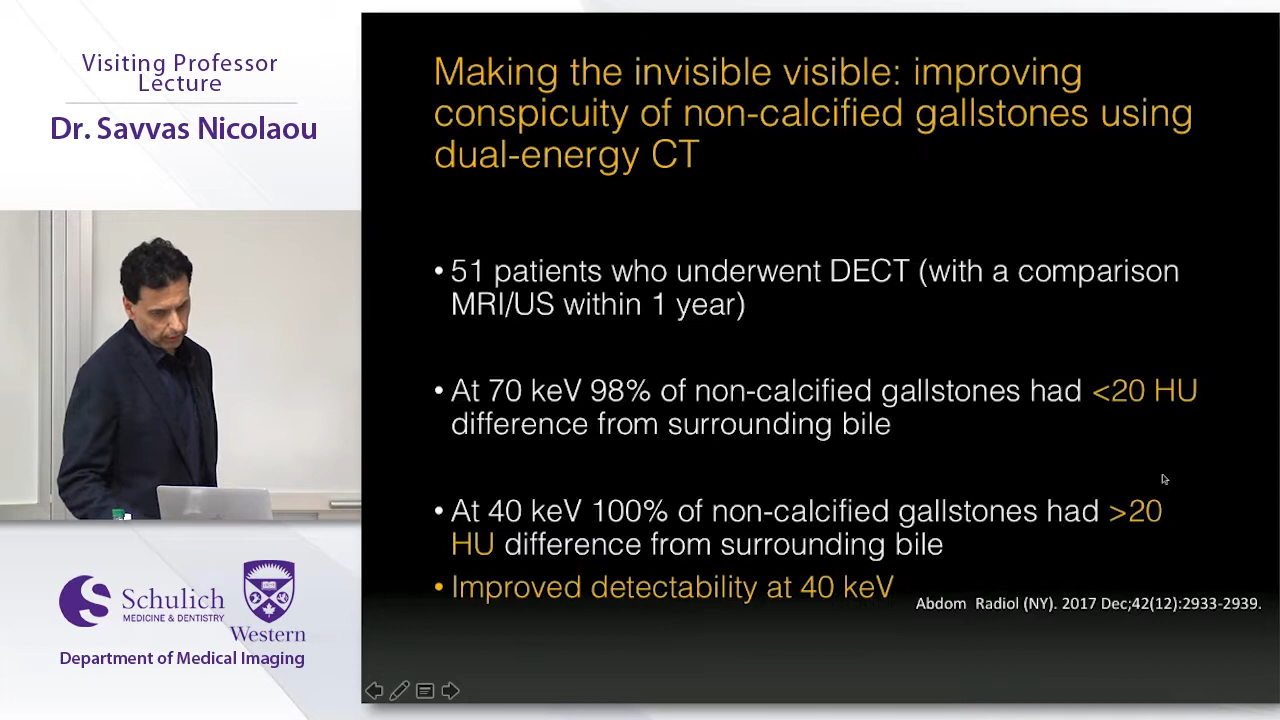 Visiting Professor
Lecture
Dr. Savvas Nicolaou
Making the invisible visible: improving
conspicuity of non-calcified gallstones using
dual-energy CT
• 51 patients who underwent DECT (with a comparison
MRI/US within 1 year)
• At 70 keV 98% of non-calcified gallstones had <20 HU
difference from surrounding bile
• At 40 keV 100% of non-calcified gallstones had >20
HU difference from surrounding bile
• Improved detectability at 40 keV
Abdom Radiol (NY). 2017 Dec;42(12):2933-2939.
Schulich
MEDICINE & DENTISTRY
Western
Department of Medical Imaging